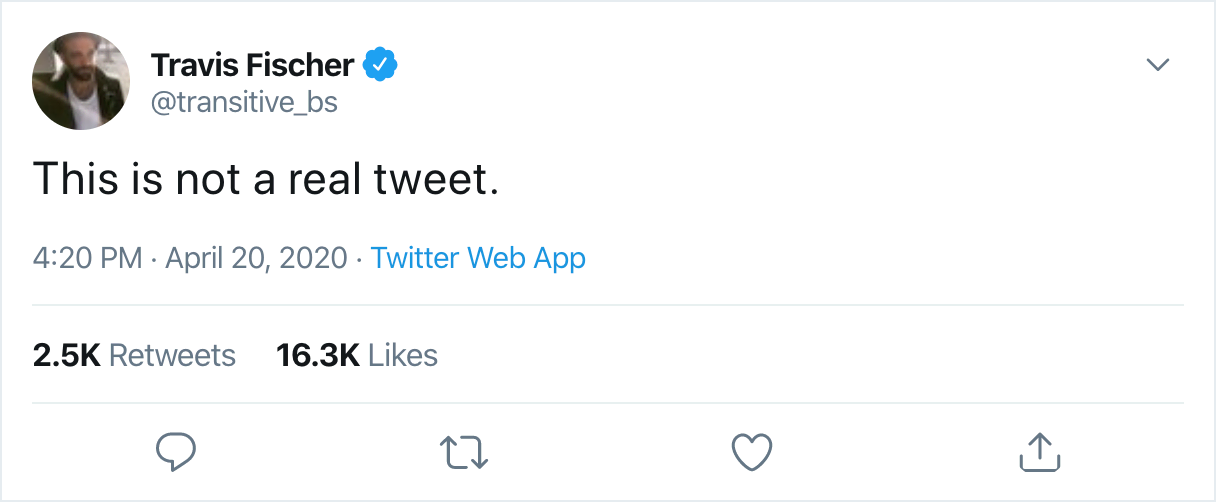 Travis Fischer
@transitive_bs
This is not a real tweet.
4:20 PM · April 20, 2020 · Twitter Web App
2.5K Retweets 16.3K Likes